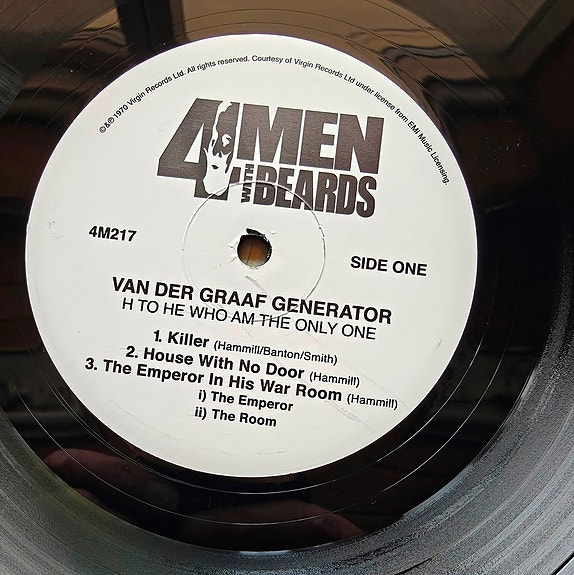 ©&℗ 1970 Virgin Records Ltd. All rights reserved. Courtesy of Virgin Records Ltd under license from EMI Music Licensing.
4 MEN
WITH BEARDS
4M217
SIDE ONE
VAN DER GRAAF GENERATOR
H TO HE WHO AM THE ONLY ONE
1. Killer (Hammill/Banton/Smith)
2. House With No Door (Hammill)
3. The Emperor In His War Room (Hammill)
i) The Emperor
ii) The Room